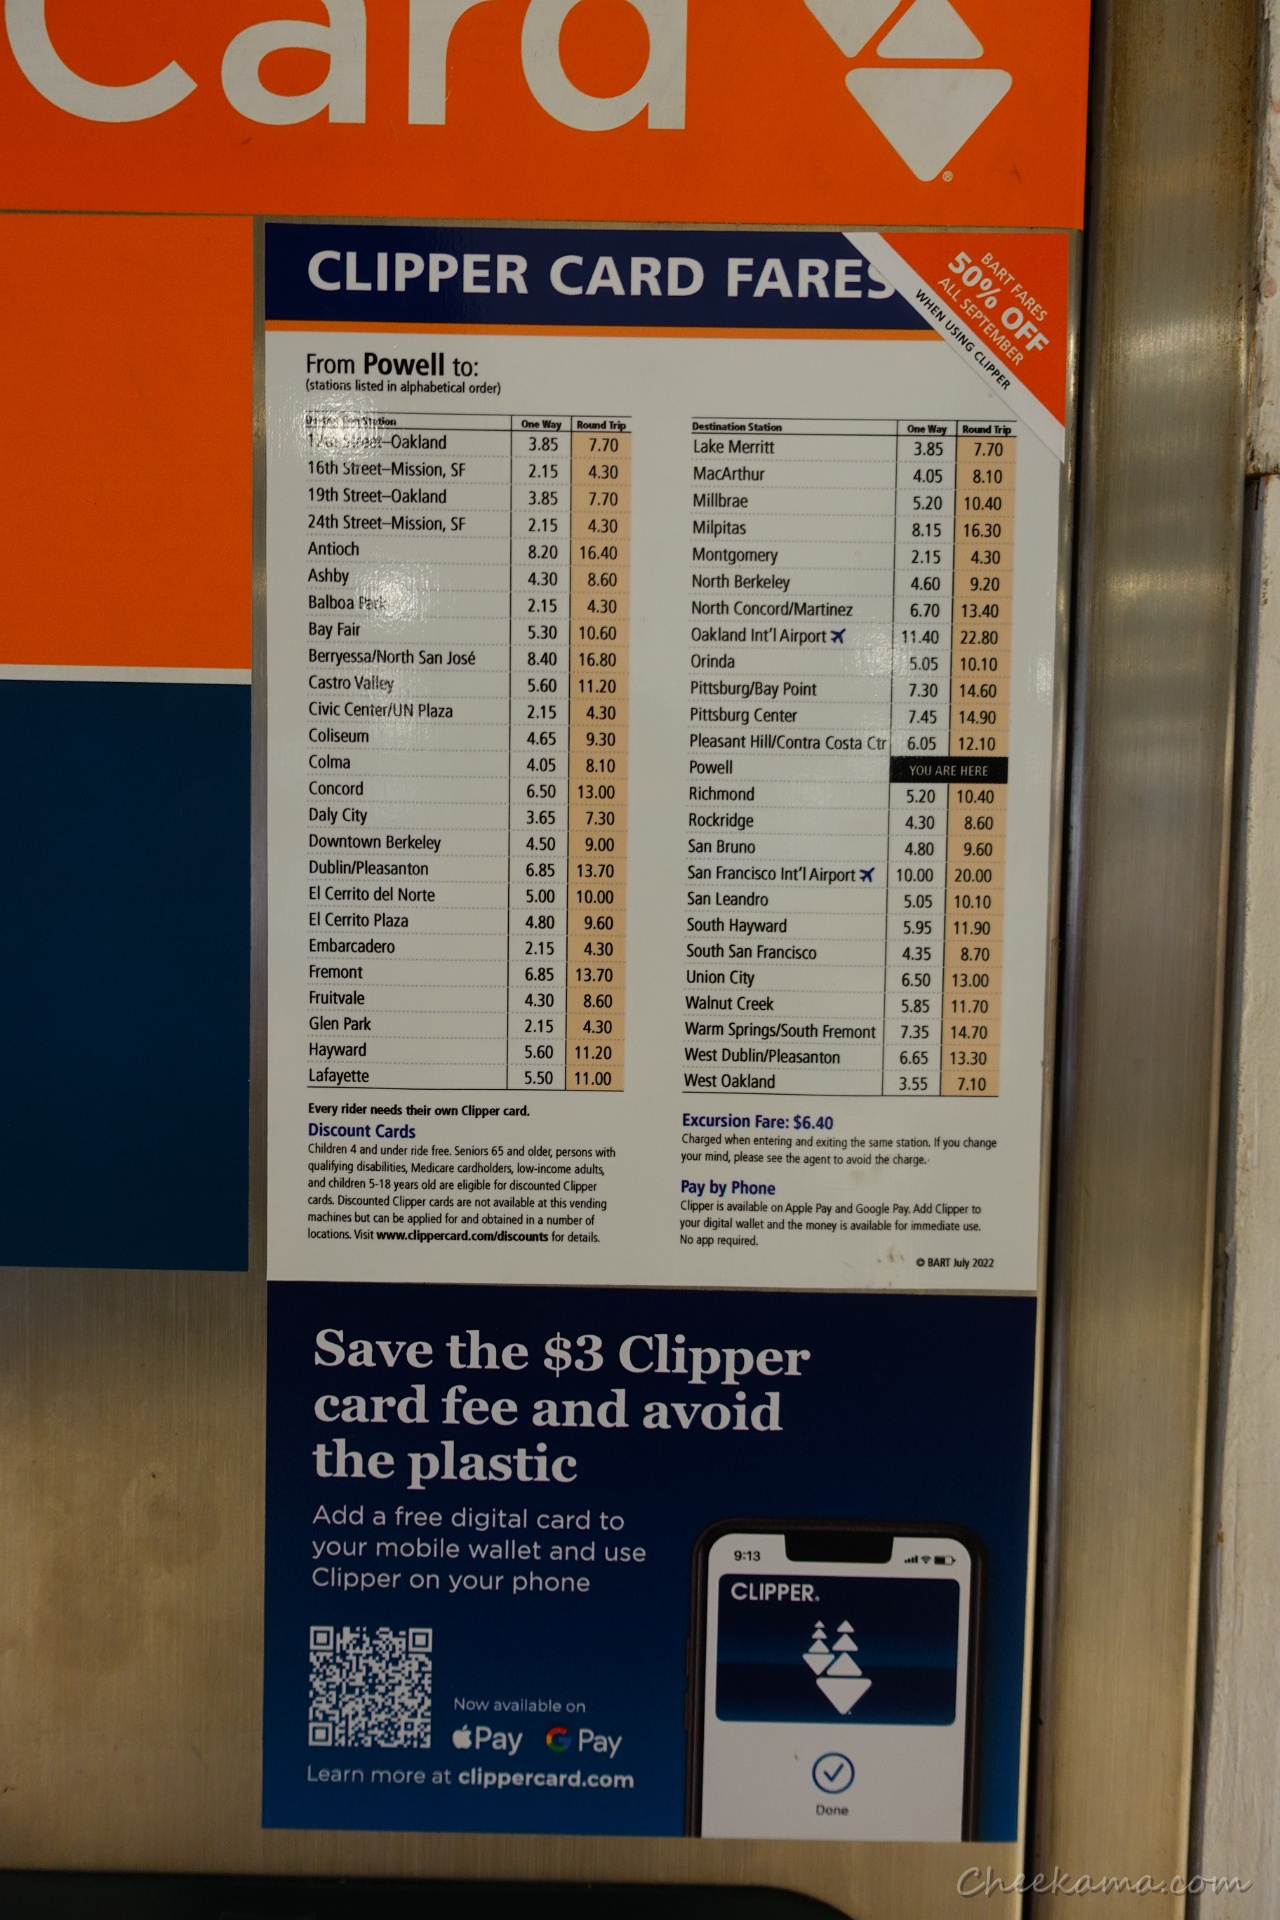 Card
®
CLIPPER CARD FARES
BART FARES
50% OFF
ALL SEPTEMBER
WHEN USING CLIPPER
From Powell to:
(stations listed in alphabetical order)
Destination Station One Way Round Trip
12th Street–Oakland 3.85 7.70
16th Street–Mission, SF 2.15 4.30
19th Street–Oakland 3.85 7.70
24th Street–Mission, SF 2.15 4.30
Antioch 8.20 16.40
Ashby 4.30 8.60
Balboa Park 2.15 4.30
Bay Fair 5.30 10.60
Berryessa/North San José 8.40 16.80
Castro Valley 5.60 11.20
Civic Center/UN Plaza 2.15 4.30
Coliseum 4.65 9.30
Colma 4.05 8.10
Concord 6.50 13.00
Daly City 3.65 7.30
Downtown Berkeley 4.50 9.00
Dublin/Pleasanton 6.85 13.70
El Cerrito del Norte 5.00 10.00
El Cerrito Plaza 4.80 9.60
Embarcadero 2.15 4.30
Fremont 6.85 13.70
Fruitvale 4.30 8.60
Glen Park 2.15 4.30
Hayward 5.60 11.20
Lafayette 5.50 11.00
Every rider needs their own Clipper card.
Discount Cards
Children 4 and under ride free. Seniors 65 and older, persons with
qualifying disabilities, Medicare cardholders, low-income adults,
and children 5-18 years old are eligible for discounted Clipper
cards. Discounted Clipper cards are not available at this vending
machines but can be applied for and obtained in a number of
locations. Visit www.clippercard.com/discounts for details.
Destination Station One Way Round Trip
Lake Merritt 3.85 7.70
MacArthur 4.05 8.10
Millbrae 5.20 10.40
Milpitas 8.15 16.30
Montgomery 2.15 4.30
North Berkeley 4.60 9.20
North Concord/Martinez 6.70 13.40
Oakland Int'l Airport 11.40 22.80
Orinda 5.05 10.10
Pittsburg/Bay Point 7.30 14.60
Pittsburg Center 7.45 14.90
Pleasant Hill/Contra Costa Ctr 6.05 12.10
Powell YOU ARE HERE
Richmond 5.20 10.40
Rockridge 4.30 8.60
San Bruno 4.80 9.60
San Francisco Int'l Airport 10.00 20.00
San Leandro 5.05 10.10
South Hayward 5.95 11.90
South San Francisco 4.35 8.70
Union City 6.50 13.00
Walnut Creek 5.85 11.70
Warm Springs/South Fremont 7.35 14.70
West Dublin/Pleasanton 6.65 13.30
West Oakland 3.55 7.10
Excursion Fare: $6.40
Charged when entering and exiting the same station. If you change
your mind, please see the agent to avoid the charge.
Pay by Phone
Clipper is available on Apple Pay and Google Pay. Add Clipper to
your digital wallet and the money is available for immediate use.
No app required.
© BART July 2022
Save the $3 Clipper
card fee and avoid
the plastic
Add a free digital card to
your mobile wallet and use
Clipper on your phone
Now available on
Pay G Pay
Learn more at clippercard.com
9:13
CLIPPER.
Done
Cheekama.com